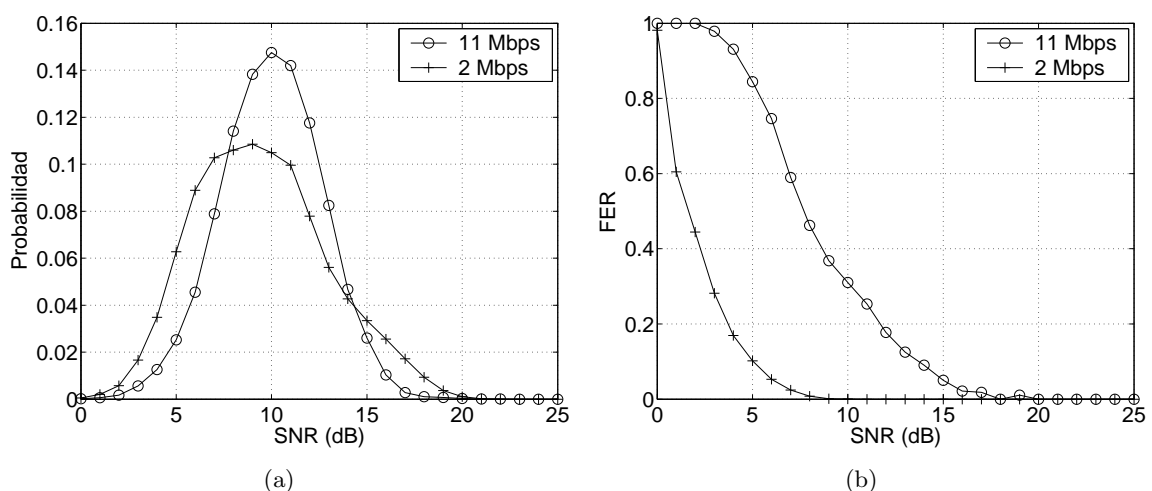 0.16
0.14
0.12
0.1
0.08
0.06
0.04
0.02
0
Probabilidad
0 5 10 15 20 25
SNR (dB)
11 Mbps
2 Mbps
(a)
1
0.8
0.6
0.4
0.2
0
FER
0 5 10 15 20 25
SNR (dB)
11 Mbps
2 Mbps
(b)